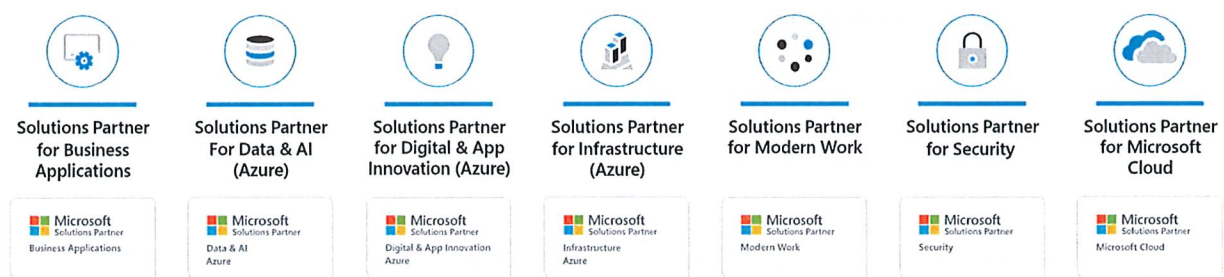 Solutions Partner
for Business
Applications
Solutions Partner
For Data & AI
(Azure)
Solutions Partner
for Digital & App
Innovation (Azure)
Solutions Partner
for Infrastructure
(Azure)
Solutions Partner
for Modern Work
Solutions Partner
for Security
Solutions Partner
for Microsoft
Cloud
Microsoft
Solutions Partner
Business Applications
Microsoft
Solutions Partner
Data & AI
Azure
Microsoft
Solutions Partner
Digital & App Innovation
Azure
Microsoft
Solutions Partner
Infrastructure
Azure
Microsoft
Solutions Partner
Modern Work
Microsoft
Solutions Partner
Security
Microsoft
Solutions Partner
Microsoft Cloud